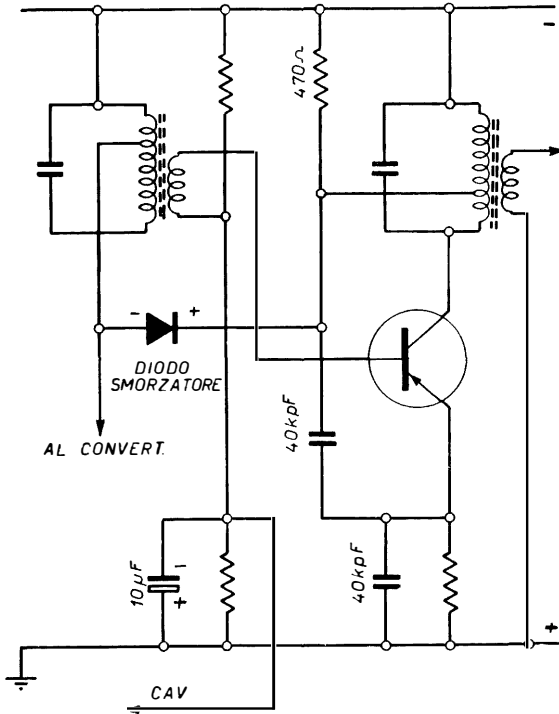 −
470Ω
− +
DIODO
SMORZATORE
AL CONVERT.
40kpF
10µF
− +
40kpF
+
CAV